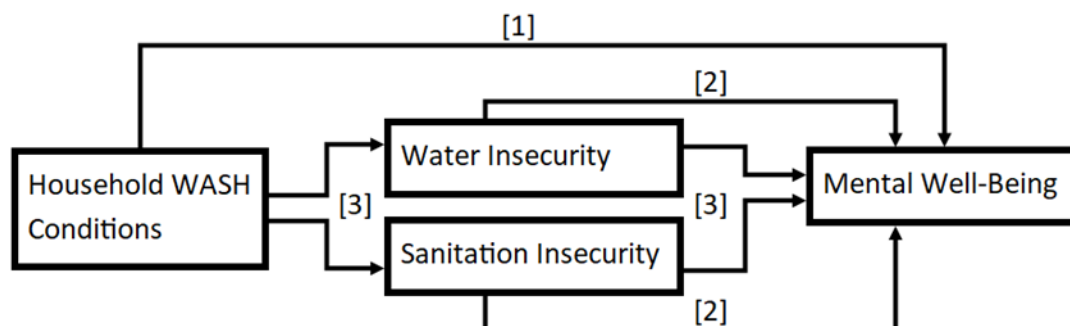 [1]
[2]
Water Insecurity
Household WASH
Conditions
[3]
[3]
Mental Well-Being
Sanitation Insecurity
[2]